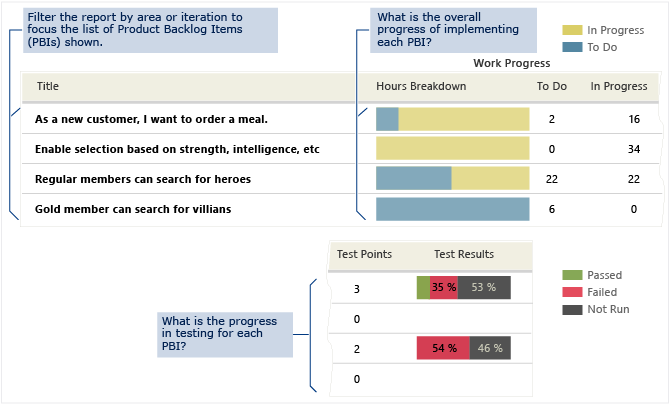 Filter the report by area or iteration to
focus the list of Product Backlog Items
(PBIs) shown.
What is the overall
progress of implementing
each PBI?
In Progress
To Do
Work Progress
Title Hours Breakdown To Do In Progress
As a new customer, I want to order a meal. 2 16
Enable selection based on strength, intelligence, etc 0 34
Regular members can search for heroes 22 22
Gold member can search for villians 6 0
Test Points Test Results
3 35 % 53 %
0
2 54 % 46 %
0
Passed
Failed
Not Run
What is the progress
in testing for each
PBI?